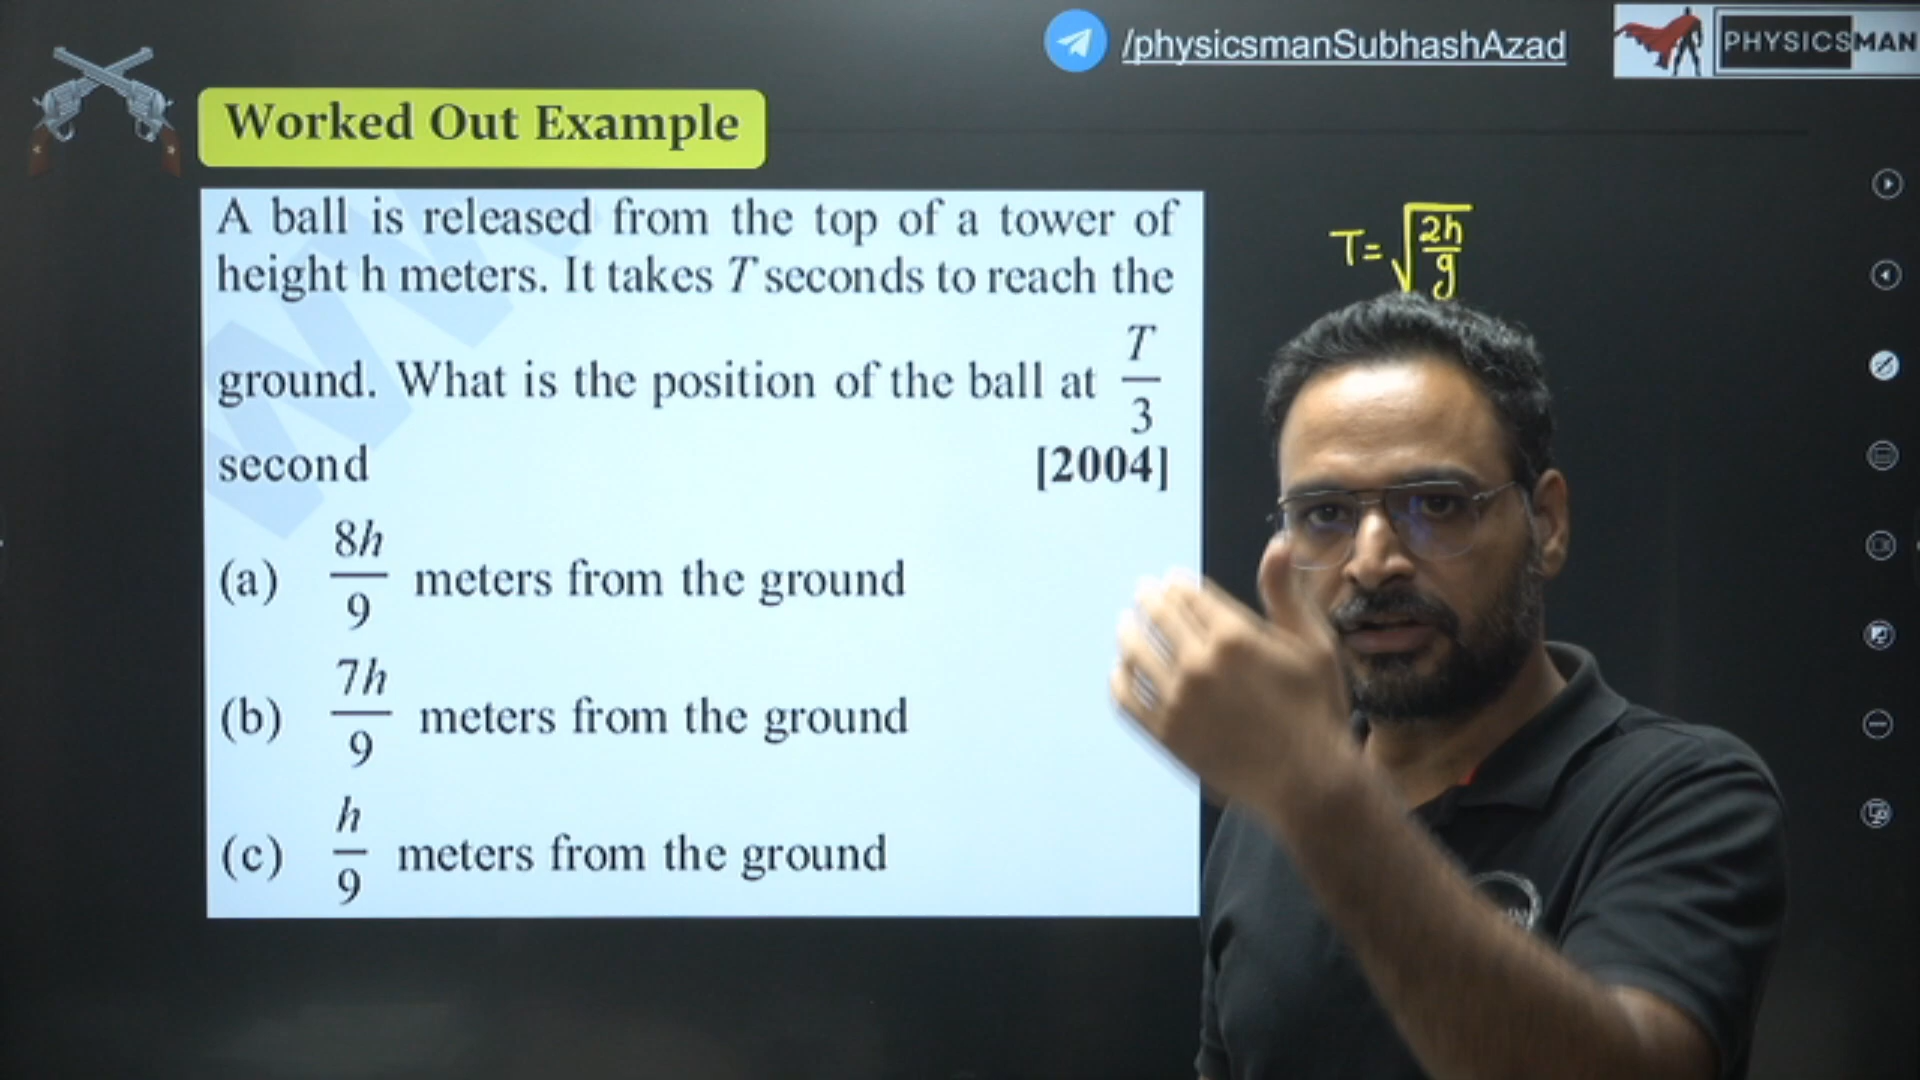 /physicsmanSubhashAzad
PHYSICSMAN
Worked Out Example
T = √(2h/g)
A ball is released from the top of a tower of
height h meters. It takes T seconds to reach the
ground. What is the position of the ball at T/3
second [2004]
(a) 8h/9 meters from the ground
(b) 7h/9 meters from the ground
(c) h/9 meters from the ground